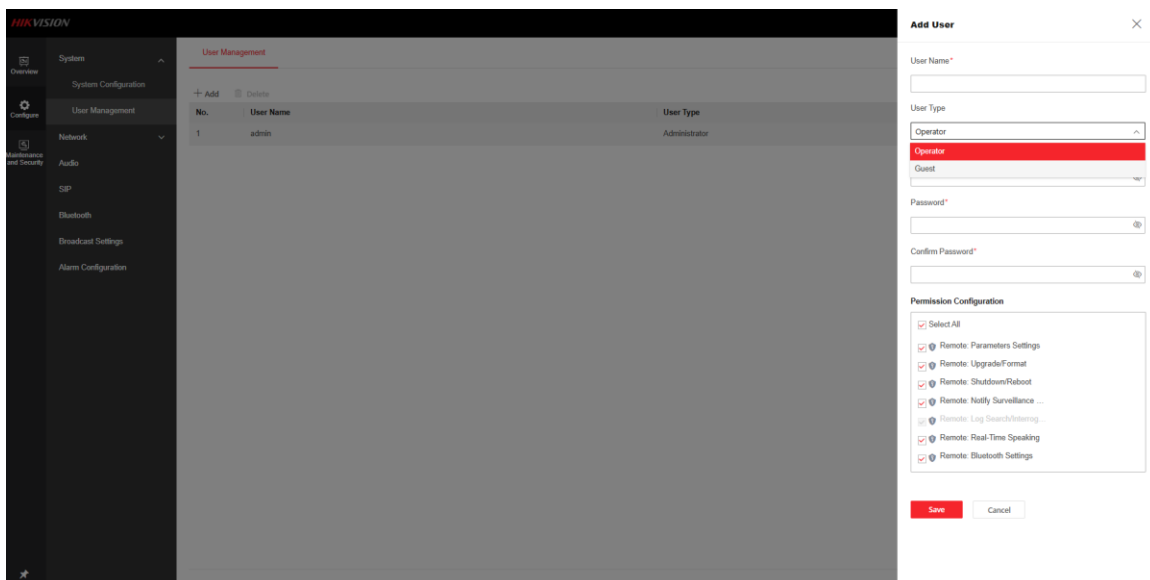 HIKVISION
Overview
Configure
Maintenance
and Security
System
System Configuration
User Management
Network
Audio
SIP
Bluetooth
Broadcast Settings
Alarm Configuration
User Management
+ Add Delete
No. User Name User Type
1 admin Administrator
Add User
User Name*
User Type
Operator
Operator
Guest
Password*
Confirm Password*
Permission Configuration
Select All
Remote: Parameters Settings
Remote: Upgrade/Format
Remote: Shutdown/Reboot
Remote: Notify Surveillance ...
Remote: Log Search/Interrog...
Remote: Real-Time Speaking
Remote: Bluetooth Settings
Save Cancel